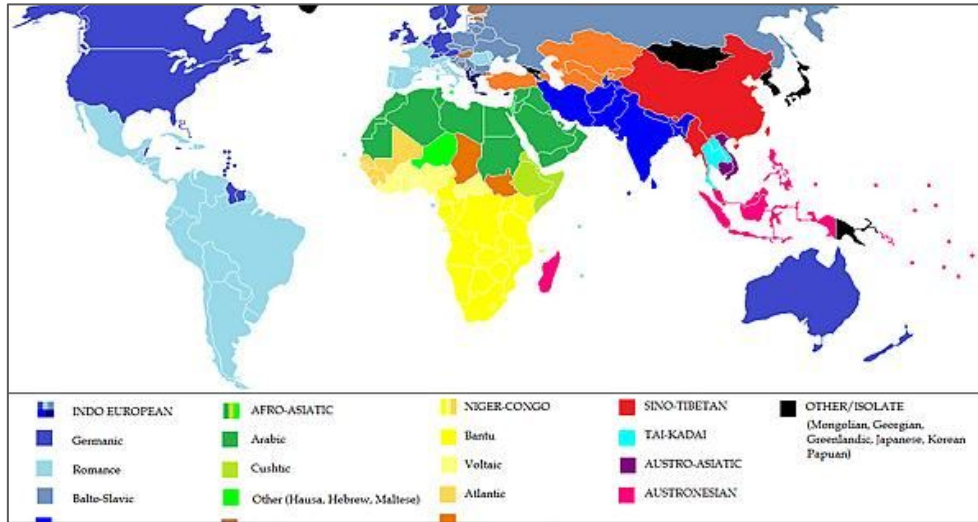 INDO EUROPEAN
Germanic
Romance
Balto-Slavic
AFRO-ASIATIC
Arabic
Cushtic
Other (Hausa, Hebrew, Maltese)
NIGER-CONGO
Bantu
Voltaic
Atlantic
SINO-TIBETAN
TAI-KADAI
AUSTRO-ASIATIC
AUSTRONESIAN
OTHER/ISOLATE
(Mongolian, Georgian,
Greenlandic, Japanese, Korean
Papuan)